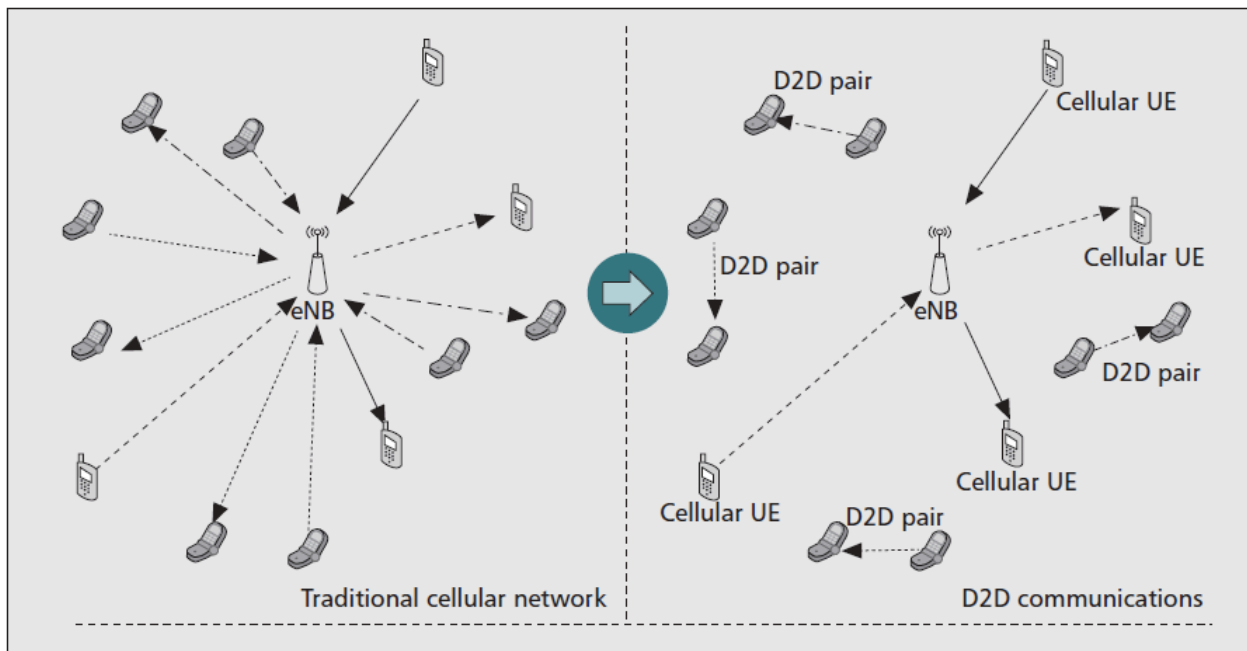 eNB
Traditional cellular network
D2D pair
Cellular UE
D2D pair
Cellular UE
eNB
D2D pair
Cellular UE
Cellular UE
D2D pair
D2D communications